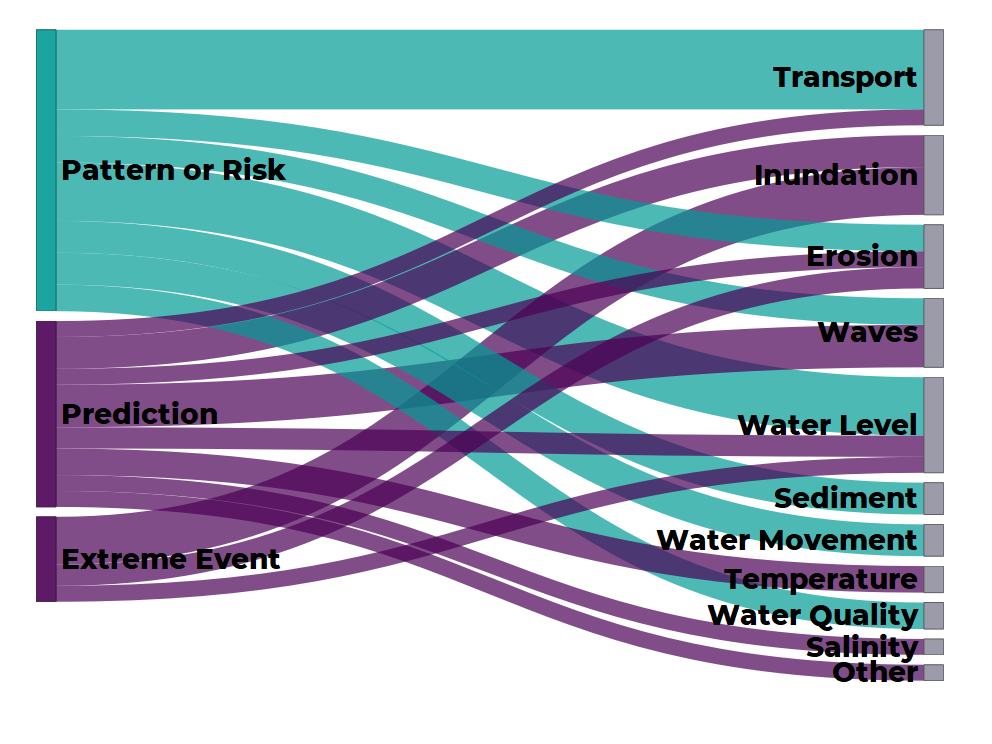 Pattern or Risk
Prediction
Extreme Event
Transport
Inundation
Erosion
Waves
Water Level
Sediment
Water Movement
Temperature
Water Quality
Salinity
Other